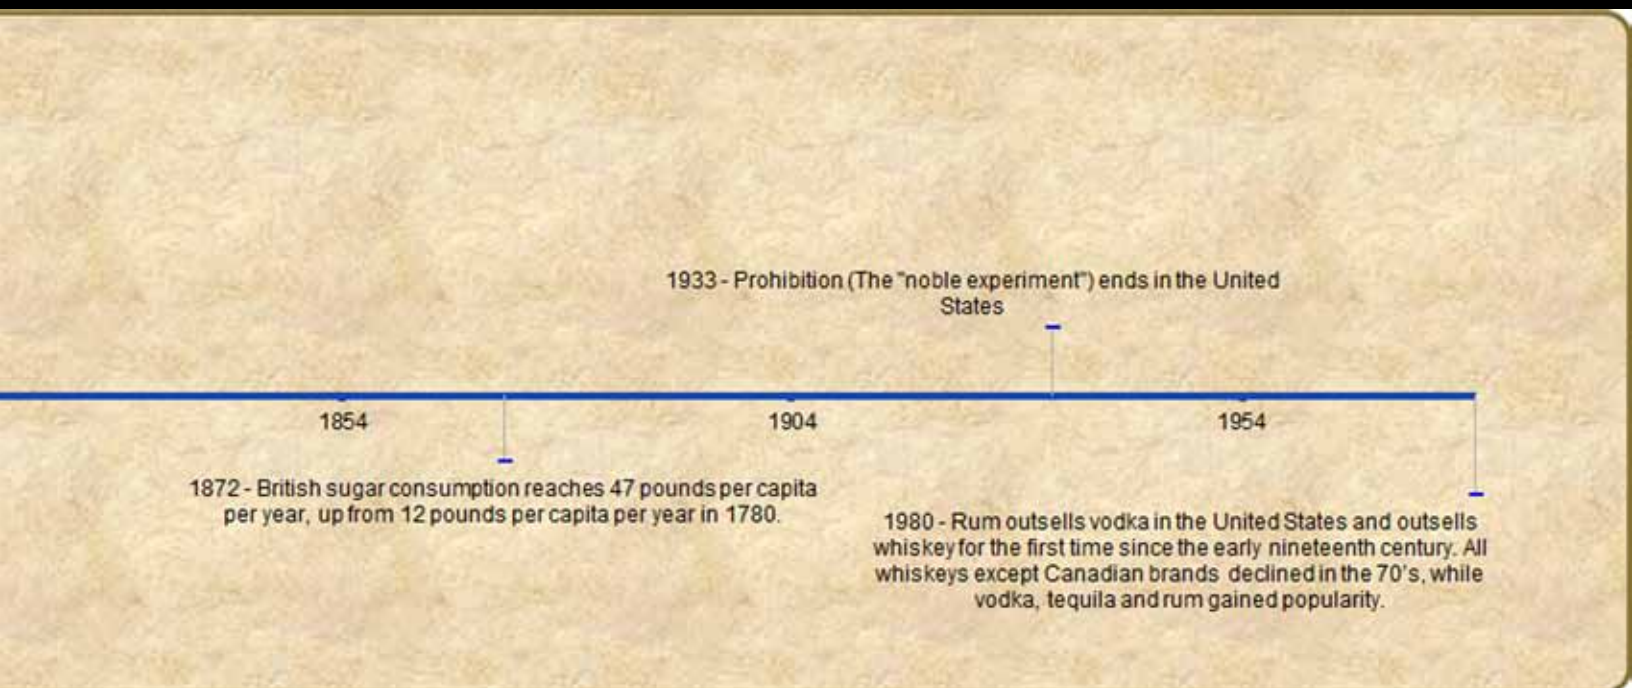 1933 - Prohibition (The "noble experiment") ends in the United
States
1854
1904
1954
1872 - British sugar consumption reaches 47 pounds per capita
per year, up from 12 pounds per capita per year in 1780.
1980 - Rum outsells vodka in the United States and outsells
whiskey for the first time since the early nineteenth century. All
whiskeys except Canadian brands declined in the 70's, while
vodka, tequila and rum gained popularity.